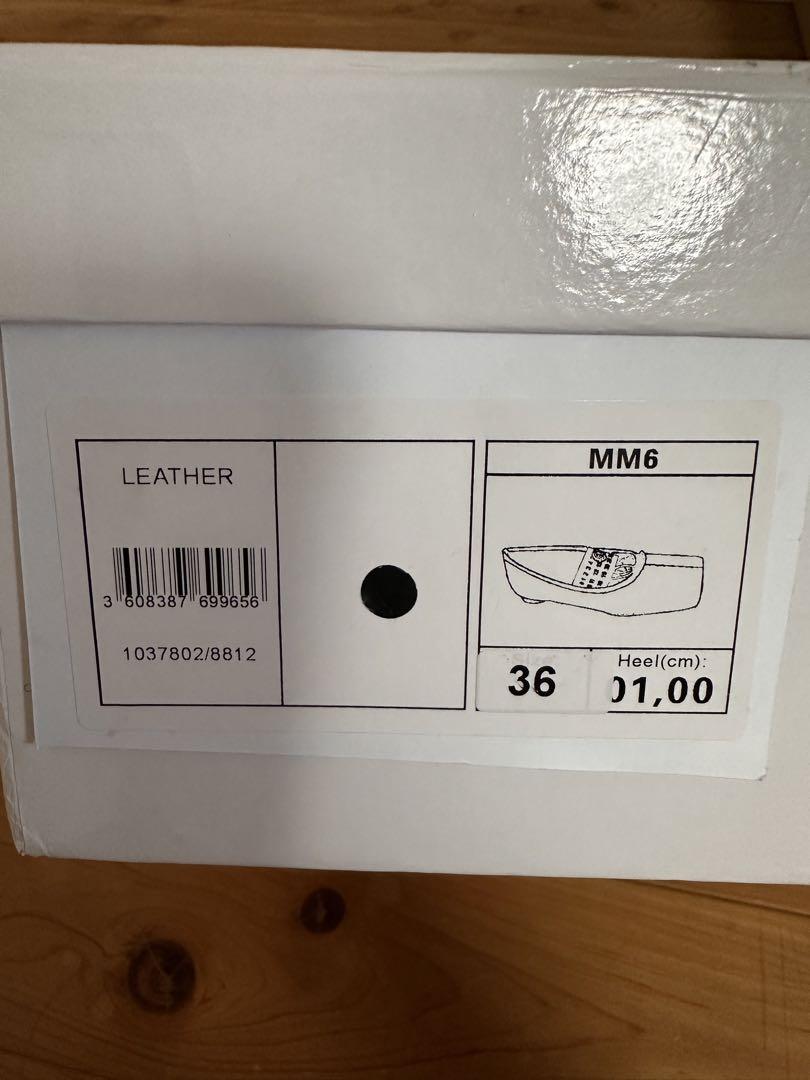 LEATHER
3 608387 699656
1037802/8812
MM6
36
Heel(cm):
01,00